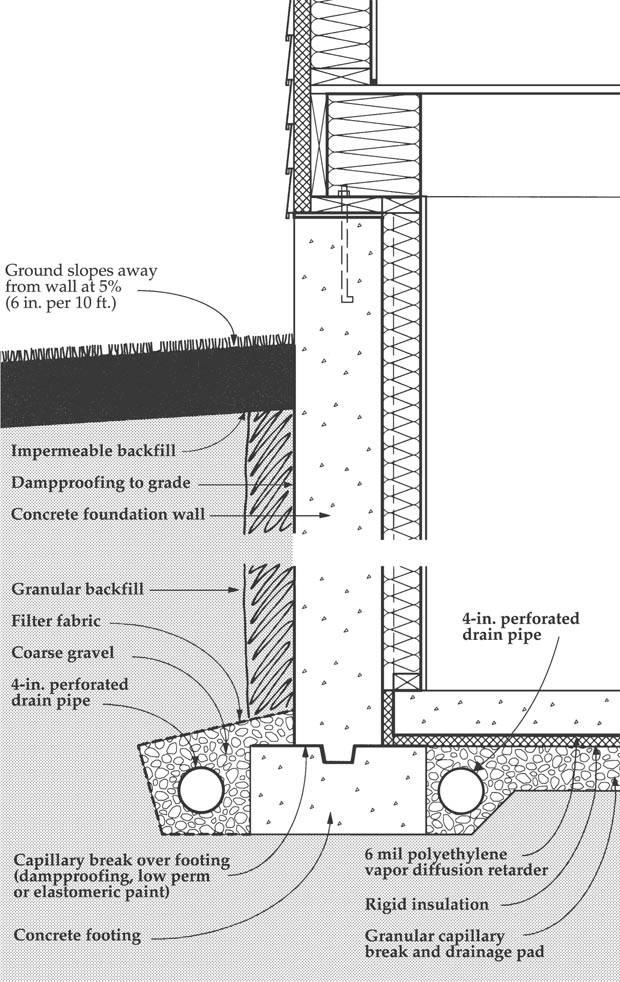 Ground slopes away
from wall at 5%
(6 in. per 10 ft.)
Impermeable backfill
Dampproofing to grade
Concrete foundation wall
Granular backfill
Filter fabric
Coarse gravel
4-in. perforated
drain pipe
4-in. perforated
drain pipe
Capillary break over footing
(dampproofing, low perm
or elastomeric paint)
Concrete footing
6 mil polyethylene
vapor diffusion retarder
Rigid insulation
Granular capillary
break and drainage pad